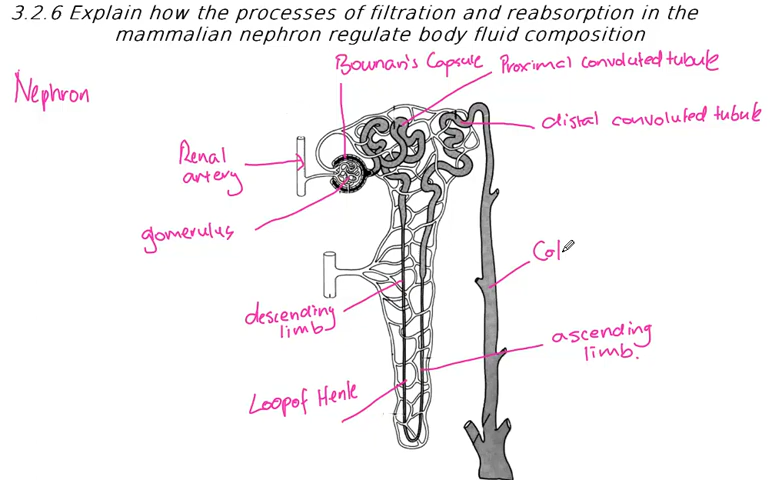 3.2.6 Explain how the processes of filtration and reabsorption in the
mammalian nephron regulate body fluid composition
Nephron
Bowman's Capsule
Proximal convoluted tubule
distal convoluted tubule
Renal
artery
glomerulus
Col
descending
limb
ascending
limb.
Loop of Henle